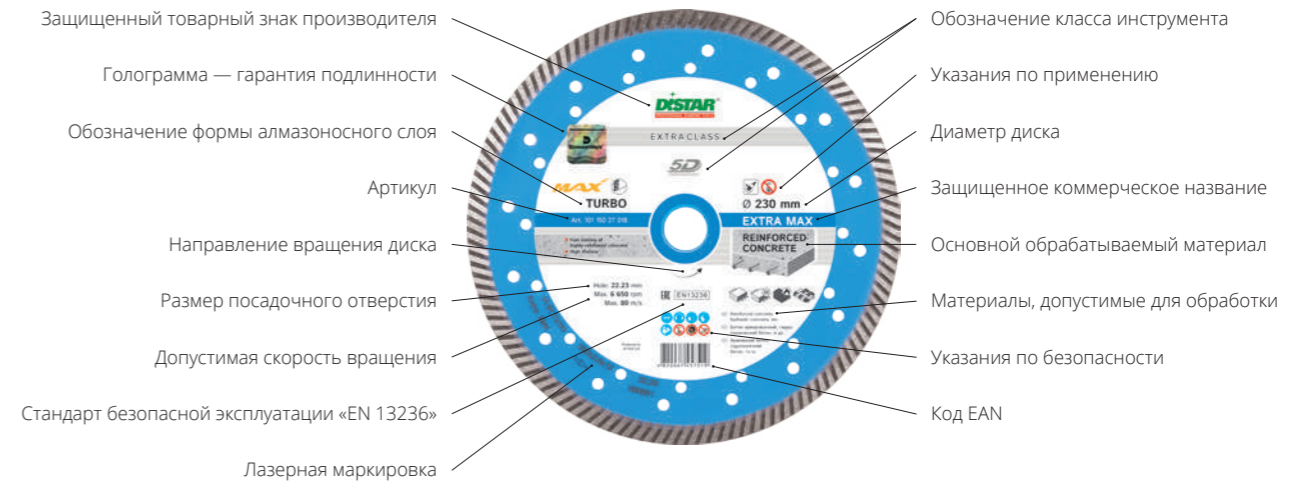 Защищенный товарный знак производителя
Голограмма — гарантия подлинности
Обозначение формы алмазоносного слоя
Артикул
Направление вращения диска
Размер посадочного отверстия
Допустимая скорость вращения
Стандарт безопасной эксплуатации «EN 13236»
Лазерная маркировка
DISTAR
EXTRA CLASS
5D
MAX
TURBO
Ø 230 mm
EXTRA MAX
REINFORCED
CONCRETE
Hole: 22.23 mm
Max. 6 650 rpm
Max. 80 m/s
EN13236
Обозначение класса инструмента
Указания по применению
Диаметр диска
Защищенное коммерческое название
Основной обрабатываемый материал
Материалы, допустимые для обработки
Указания по безопасности
Код EAN